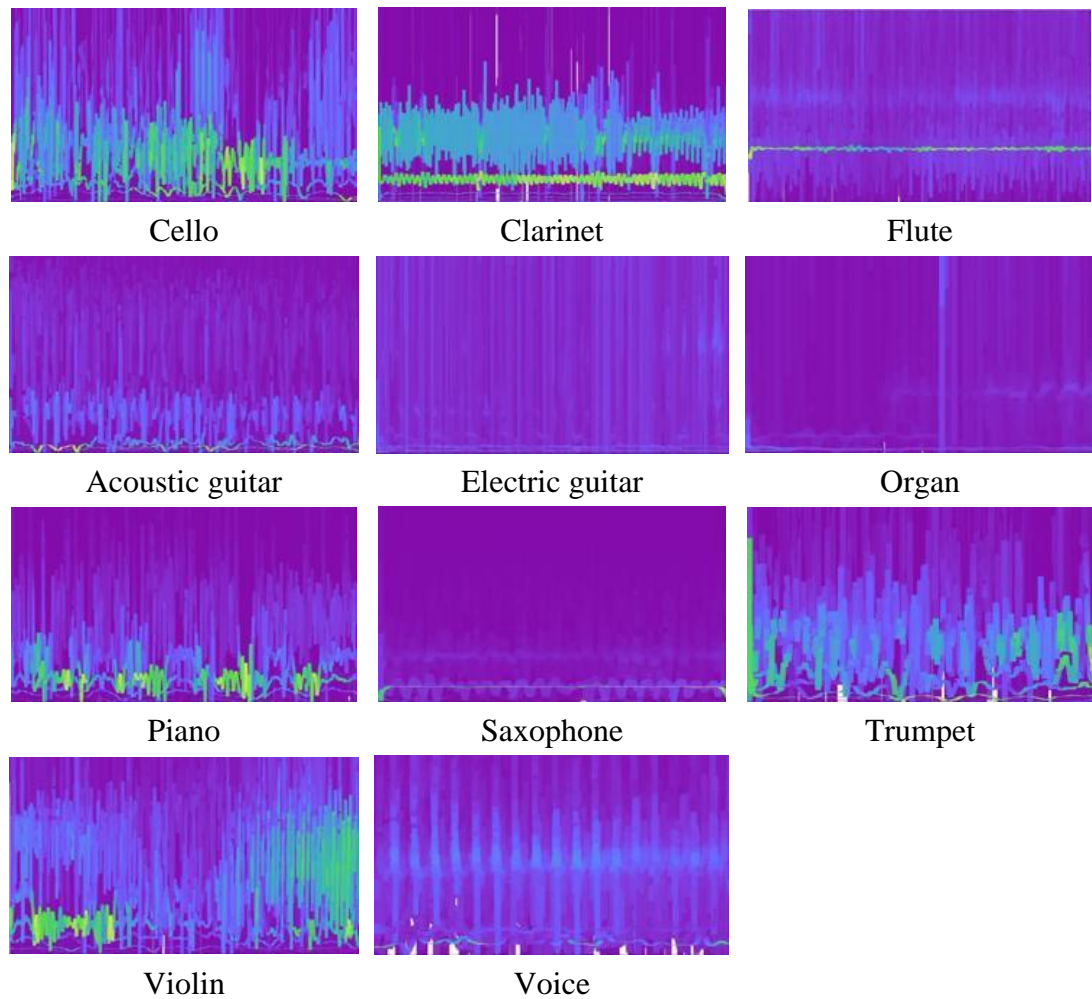 Cello
Clarinet
Flute
Acoustic guitar
Electric guitar
Organ
Piano
Saxophone
Trumpet
Violin
Voice